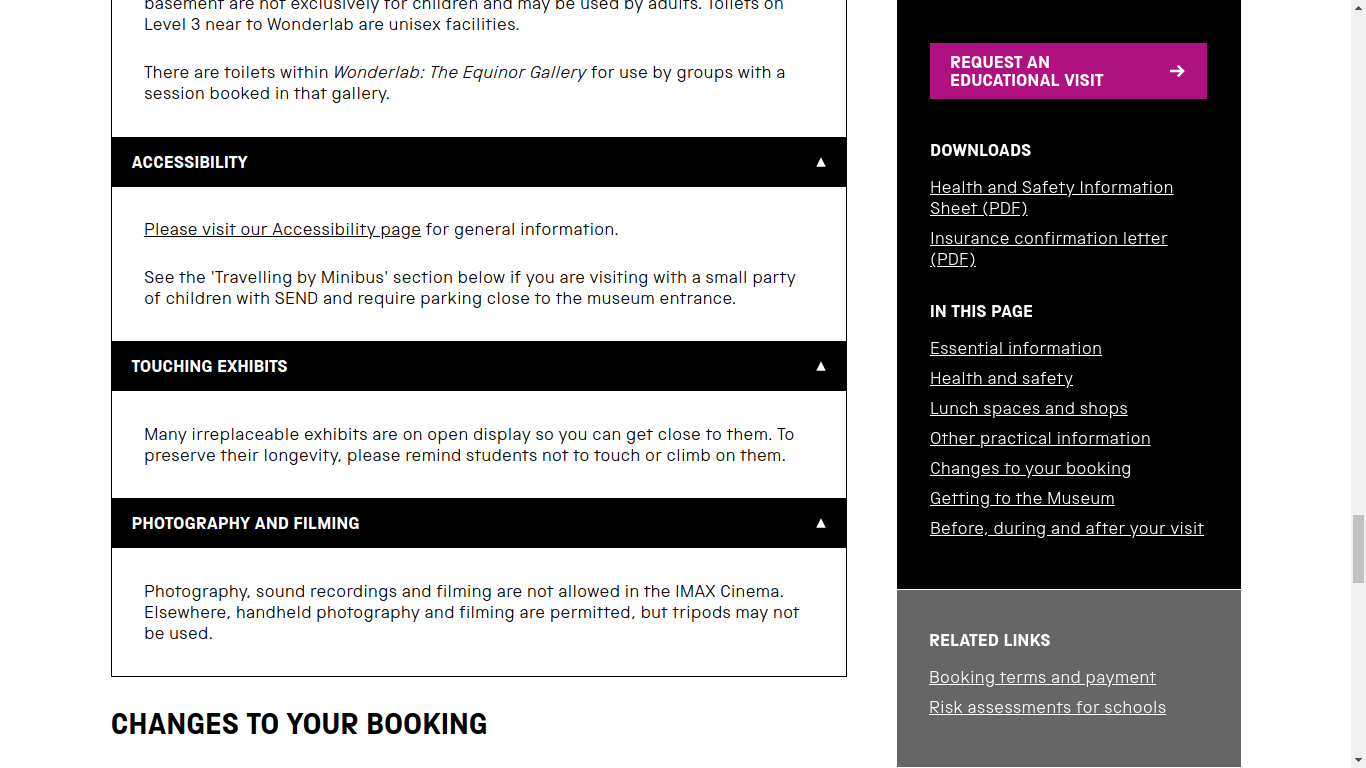 basement are not exclusively for children and may be used by adults. Toilets on
Level 3 near to Wonderlab are unisex facilities.
There are toilets within Wonderlab: The Equinor Gallery for use by groups with a
session booked in that gallery.
ACCESSIBILITY
Please visit our Accessibility page for general information.
See the 'Travelling by Minibus' section below if you are visiting with a small party
of children with SEND and require parking close to the museum entrance.
TOUCHING EXHIBITS
Many irreplaceable exhibits are on open display so you can get close to them. To
preserve their longevity, please remind students not to touch or climb on them.
PHOTOGRAPHY AND FILMING
Photography, sound recordings and filming are not allowed in the IMAX Cinema.
Elsewhere, handheld photography and filming are permitted, but tripods may not
be used.
CHANGES TO YOUR BOOKING
REQUEST AN
EDUCATIONAL VISIT
DOWNLOADS
Health and Safety Information
Sheet (PDF)
Insurance confirmation letter
(PDF)
IN THIS PAGE
Essential information
Health and safety
Lunch spaces and shops
Other practical information
Changes to your booking
Getting to the Museum
Before, during and after your visit
RELATED LINKS
Booking terms and payment
Risk assessments for schools